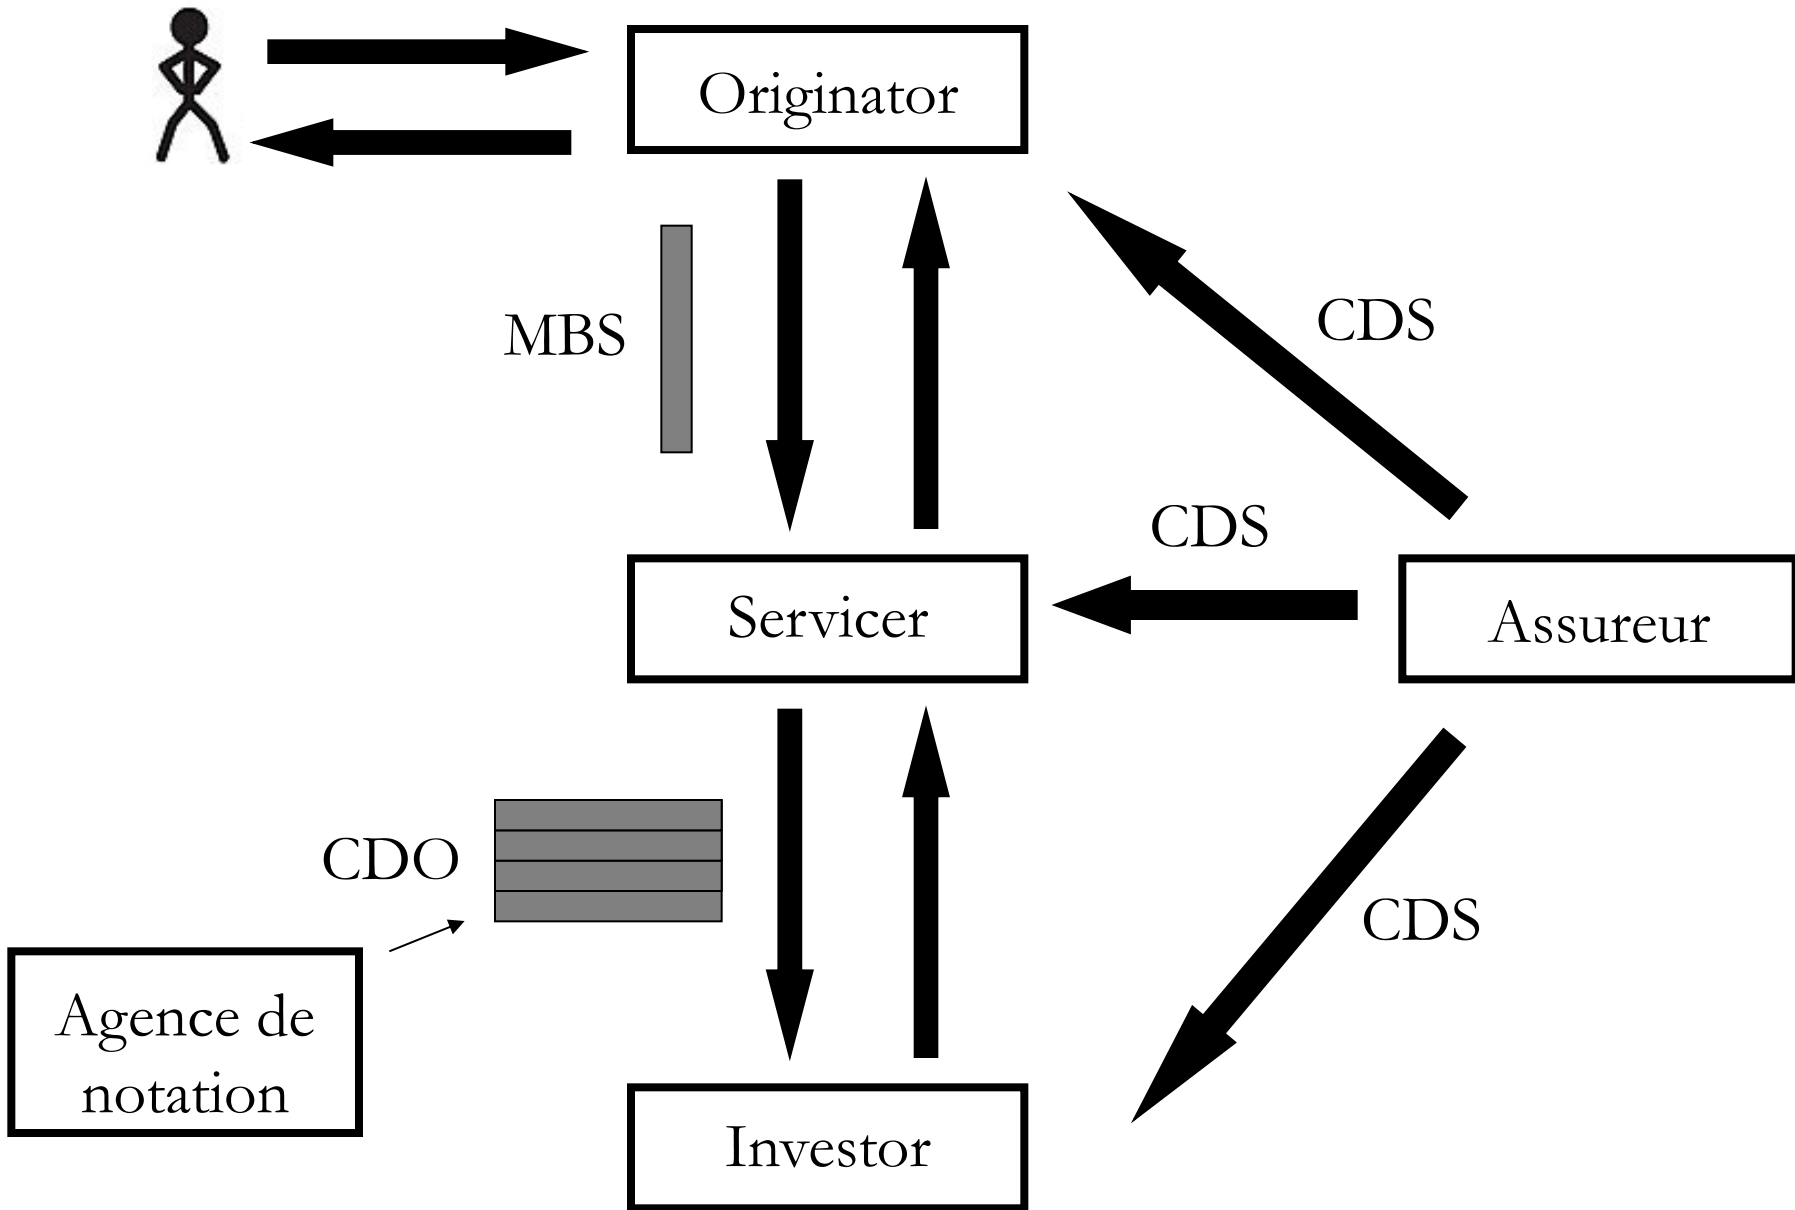 Originator
MBS
CDS
CDS
Servicer
Assureur
CDO
CDS
Agence de
notation
Investor